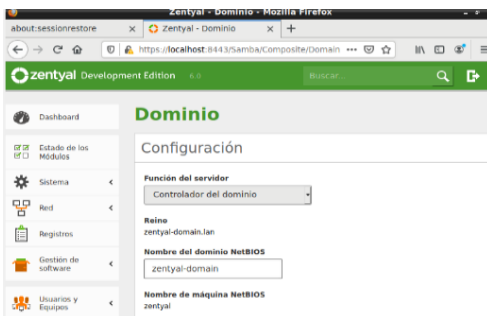 Zentyal - Dominio - Mozilla Firefox
about:sessionrestore
Zentyal - Dominio
https://localhost:8443/Samba/Composite/Domain
zentyal Development Edition 6.0
Buscar...
Dashboard
Dominio
Estado de los
Módulos
Configuración
Sistema
Función del servidor
Controlador del dominio
Red
Reino
zentyal-domain.lan
Registros
Nombre del dominio NetBIOS
zentyal-domain
Gestión de
software
Usuarios y
Equipos
Nombre de máquina NetBIOS
zentyal